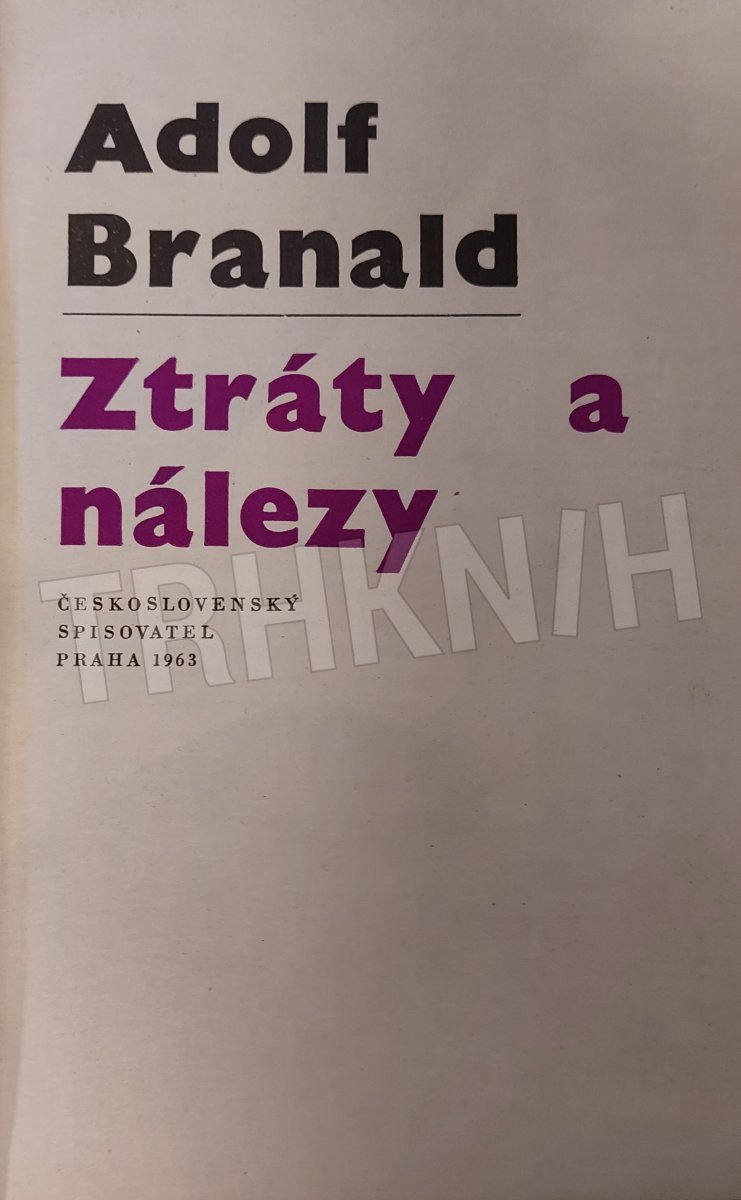 Adolf
Branald
Ztráty a
nálezy
ČESKOSLOVENSKÝ
SPISOVATEL
PRAHA 1963
TRHKNIH